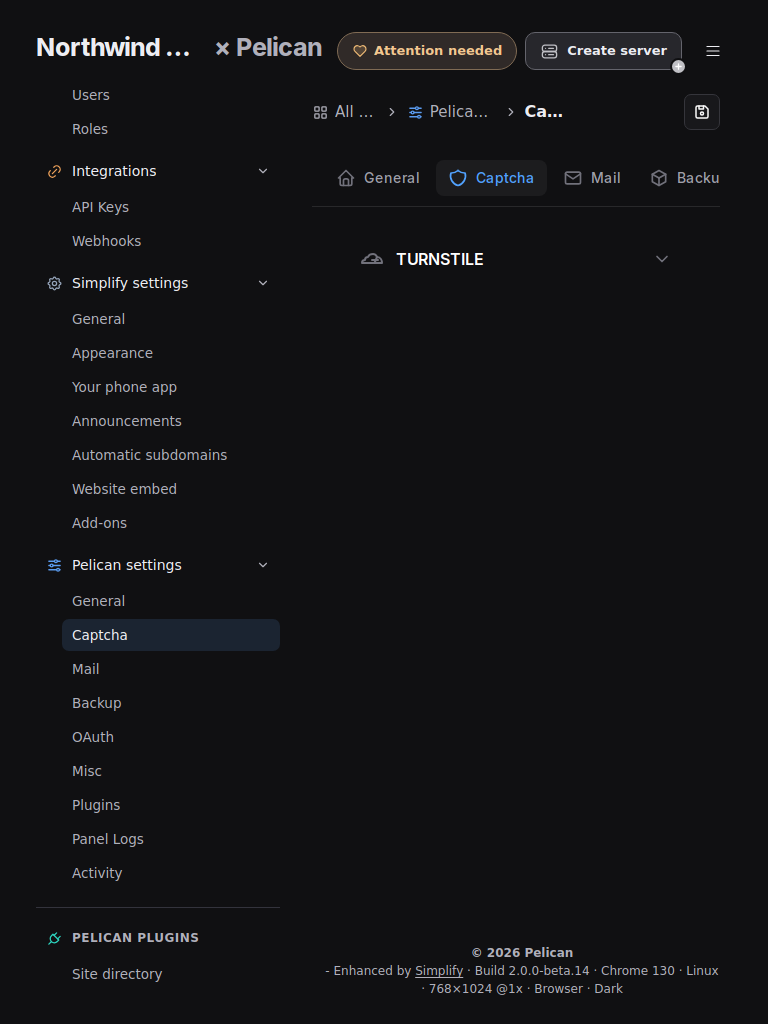 Northwind ... × Pelican
Attention needed
Create server
Users
Roles
Integrations
API Keys
Webhooks
Simplify settings
General
Appearance
Your phone app
Announcements
Automatic subdomains
Website embed
Add-ons
Pelican settings
General
Captcha
Mail
Backup
OAuth
Misc
Plugins
Panel Logs
Activity
PELICAN PLUGINS
Site directory
All ...
Pelica...
Ca...
General
Captcha
Mail
Backu
TURNSTILE
© 2026 Pelican
- Enhanced by Simplify · Build 2.0.0-beta.14 · Chrome 130 · Linux
· 768×1024 @1x · Browser · Dark